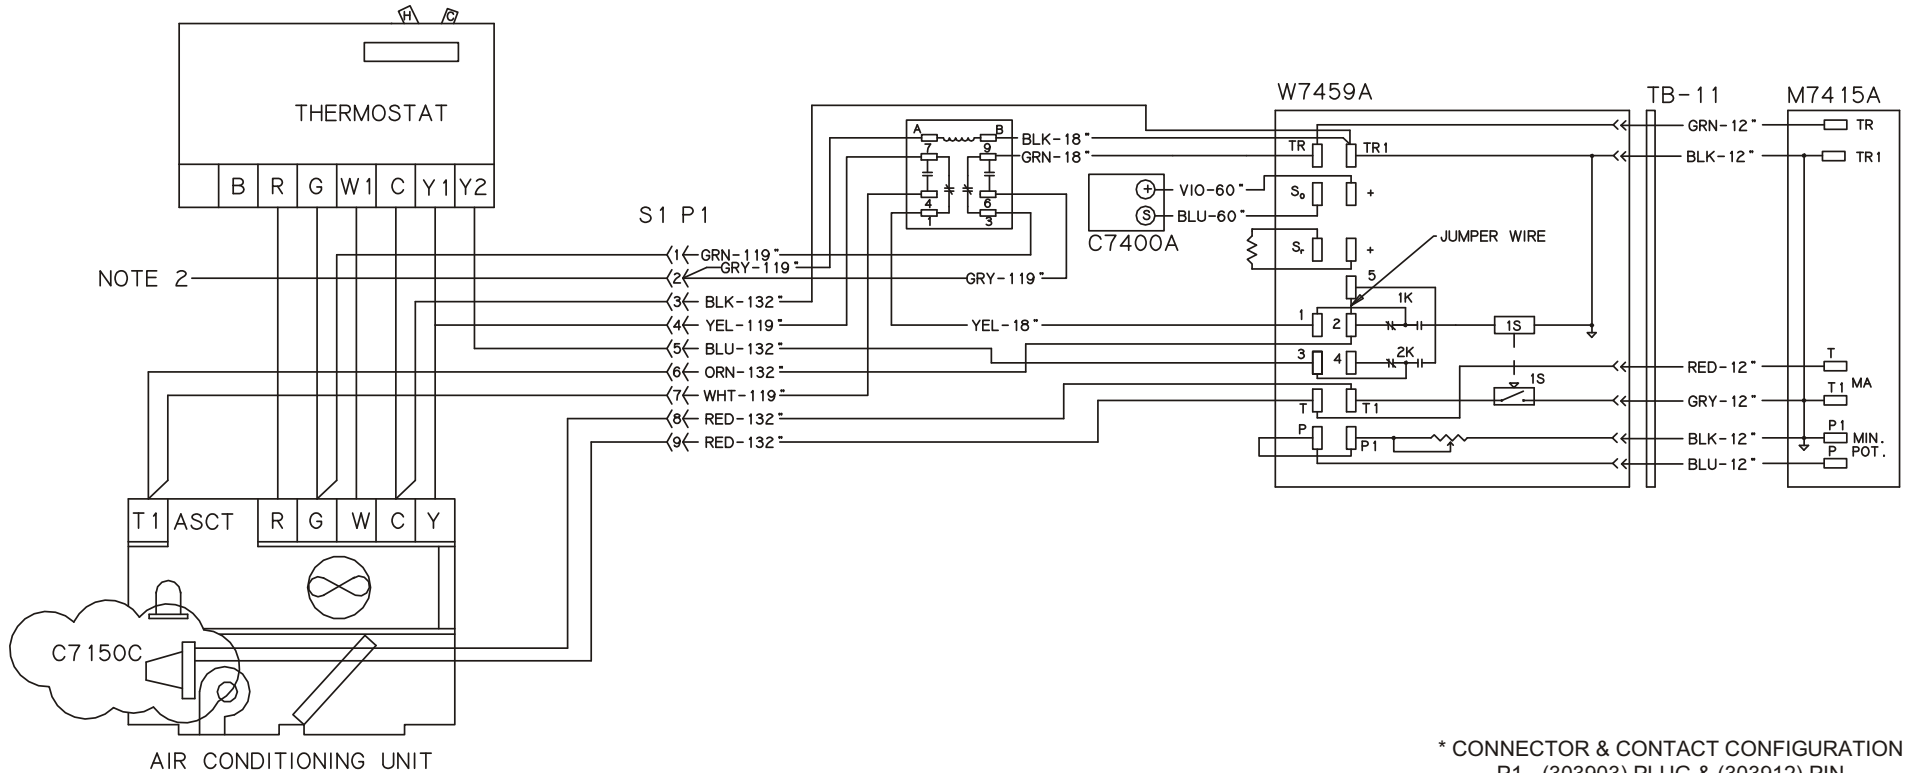 H C
THERMOSTAT
B R G W1 C Y1 Y2
NOTE 2
S1 P1
1 GRN-119"
GRY-119"
2
GRY-119"
3 BLK-132"
4 YEL-119"
5 BLU-132"
6 ORN-132"
7 WHT-119"
8 RED-132"
9 RED-132"
A B
7 9
4 6
1 3
BLK-18"
GRN-18"
YEL-18"
+ VIO-60"
S BLU-60"
C7400A
W7459A
TR TR1
So +
Sr +
JUMPER WIRE
5
1K
1 2
1S
3 4 2K
1S
T T1
P P1
TB-11
GRN-12"
BLK-12"
RED-12"
GRY-12"
BLK-12"
BLU-12"
M7415A
TR
TR1
T
T1 MA
P1 MIN.
P POT.
T1 ASCT R G W C Y
C7150C
AIR CONDITIONING UNIT
* CONNECTOR & CONTACT CONFIGURATION
P1 - (303903) PLUG & (303912) PIN